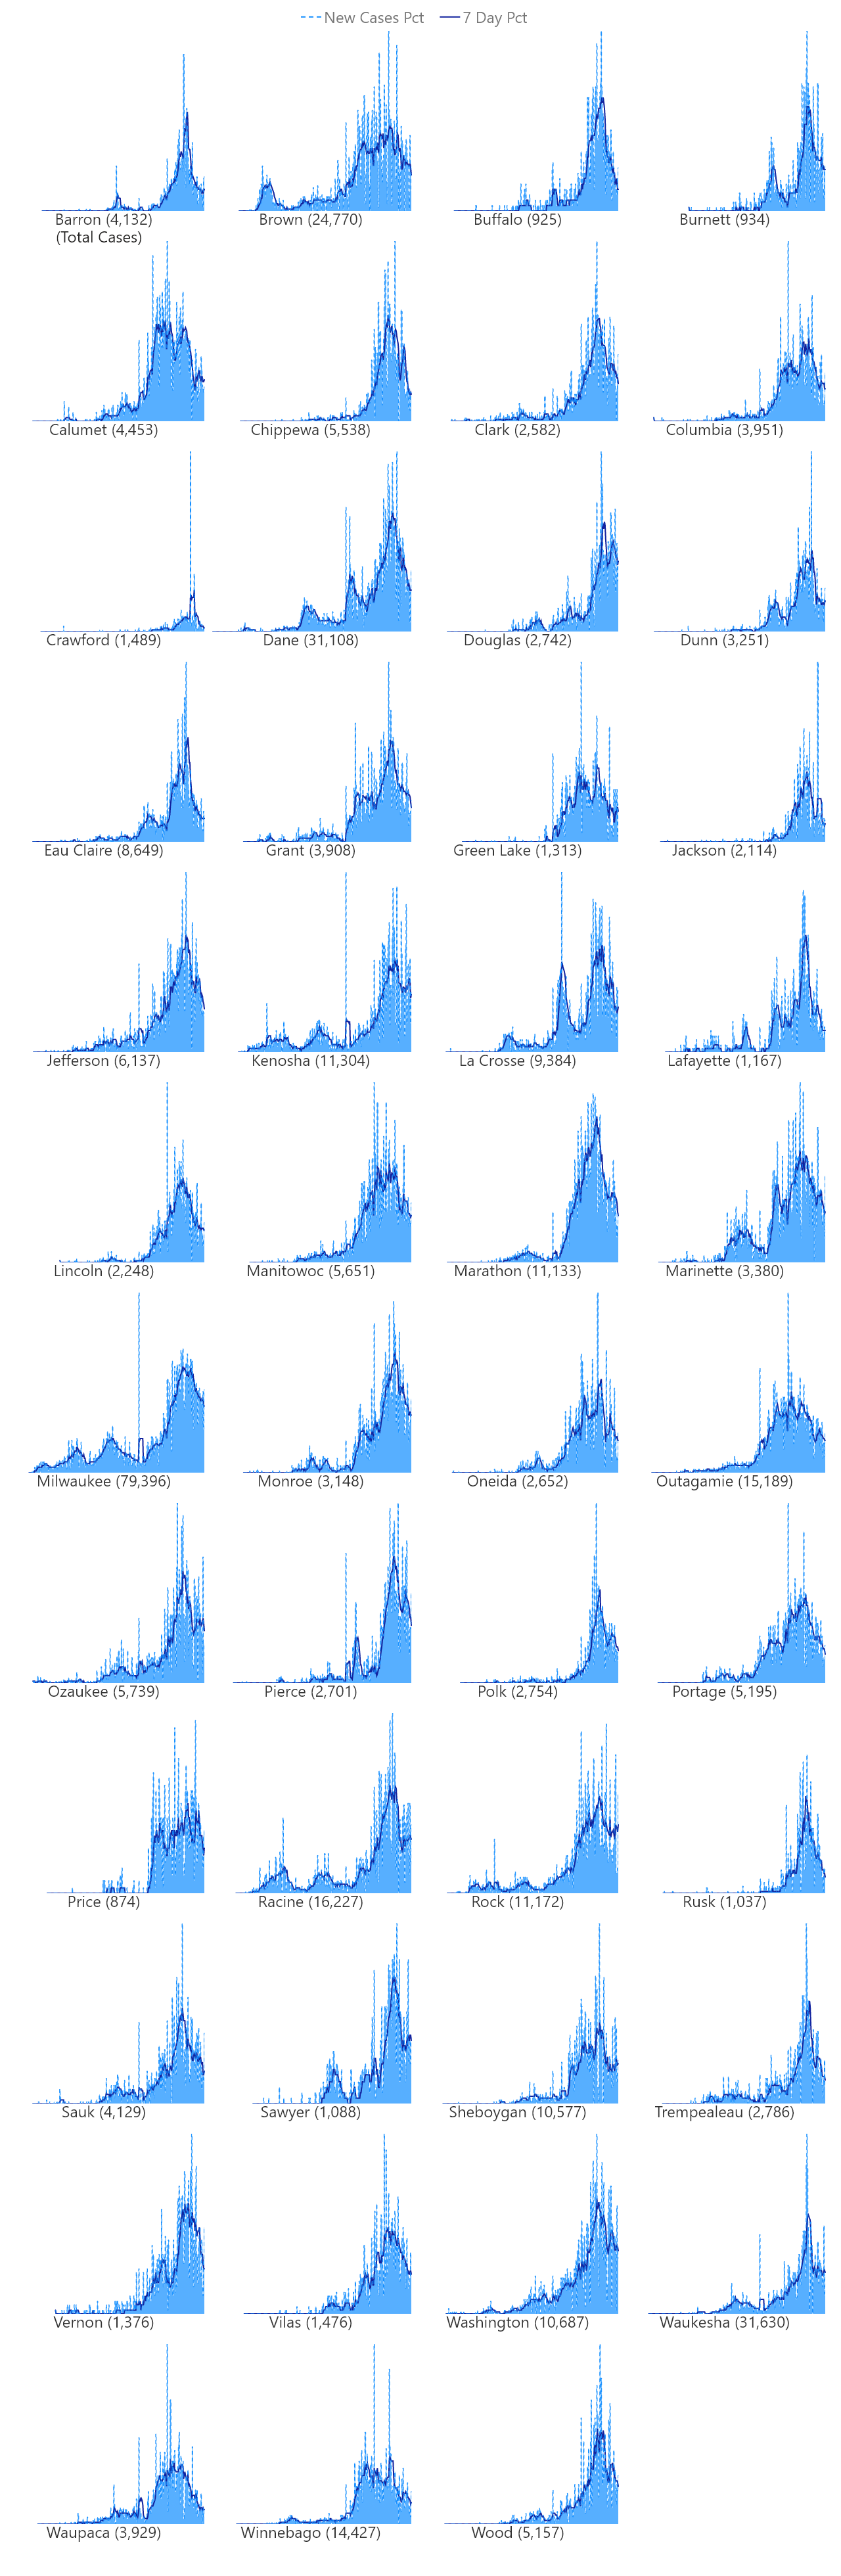 New Cases Pct 7 Day Pct
Barron (4,132) Brown (24,770) Buffalo (925) Burnett (934)
(Total Cases)
Calumet (4,453) Chippewa (5,538) Clark (2,582) Columbia (3,951)
Crawford (1,489) Dane (31,108) Douglas (2,742) Dunn (3,251)
Eau Claire (8,649) Grant (3,908) Green Lake (1,313) Jackson (2,114)
Jefferson (6,137) Kenosha (11,304) La Crosse (9,384) Lafayette (1,167)
Lincoln (2,248) Manitowoc (5,651) Marathon (11,133) Marinette (3,380)
Milwaukee (79,396) Monroe (3,148) Oneida (2,652) Outagamie (15,189)
Ozaukee (5,739) Pierce (2,701) Polk (2,754) Portage (5,195)
Price (874) Racine (16,227) Rock (11,172) Rusk (1,037)
Sauk (4,129) Sawyer (1,088) Sheboygan (10,577) Trempealeau (2,786)
Vernon (1,376) Vilas (1,476) Washington (10,687) Waukesha (31,630)
Waupaca (3,929) Winnebago (14,427) Wood (5,157)